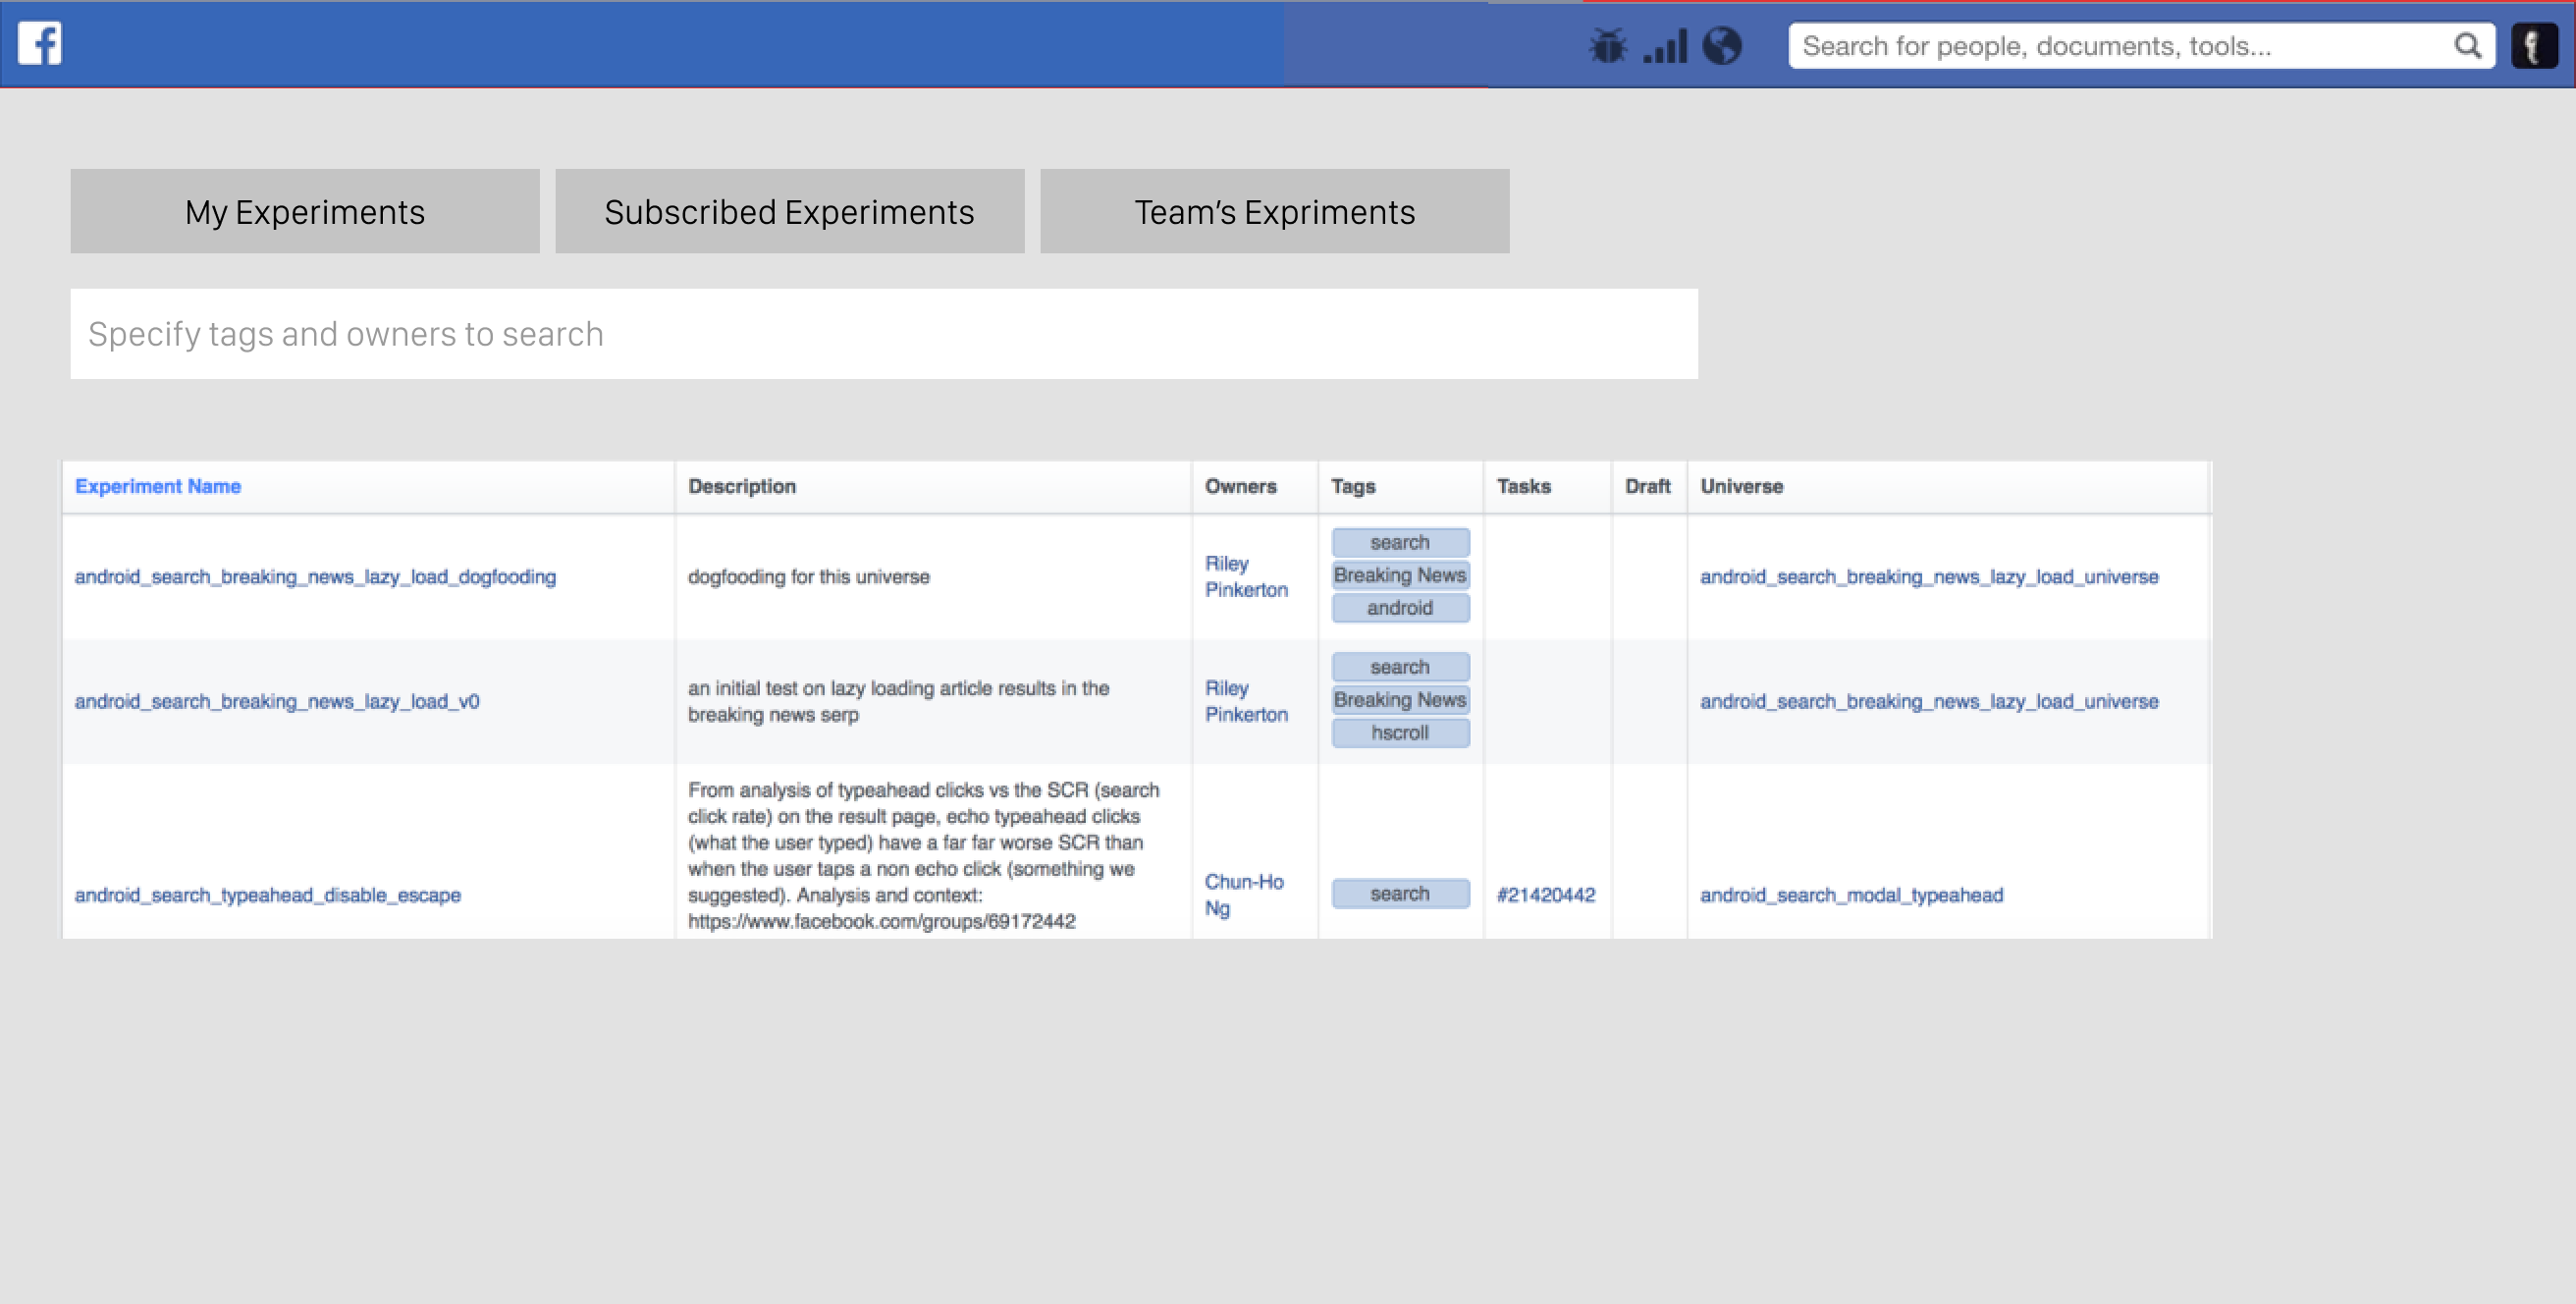 f
Search for people, documents, tools...
My Experiments
Subscribed Experiments
Team’s Expriments
Specify tags and owners to search
Experiment Name
Description
Owners
Tags
Tasks
Draft
Universe
android_search_breaking_news_lazy_load_dogfooding
dogfooding for this universe
Riley
Pinkerton
search
Breaking News
android
android_search_breaking_news_lazy_load_universe
android_search_breaking_news_lazy_load_v0
an initial test on lazy loading article results in the
breaking news serp
Riley
Pinkerton
search
Breaking News
hscroll
android_search_breaking_news_lazy_load_universe
android_search_typeahead_disable_escape
From analysis of typeahead clicks vs the SCR (search
click rate) on the result page, echo typeahead clicks
(what the user typed) have a far far worse SCR than
when the user taps a non echo click (something we
suggested). Analysis and context:
https://www.facebook.com/groups/69172442
Chun-Ho
Ng
search
#21420442
android_search_modal_typeahead